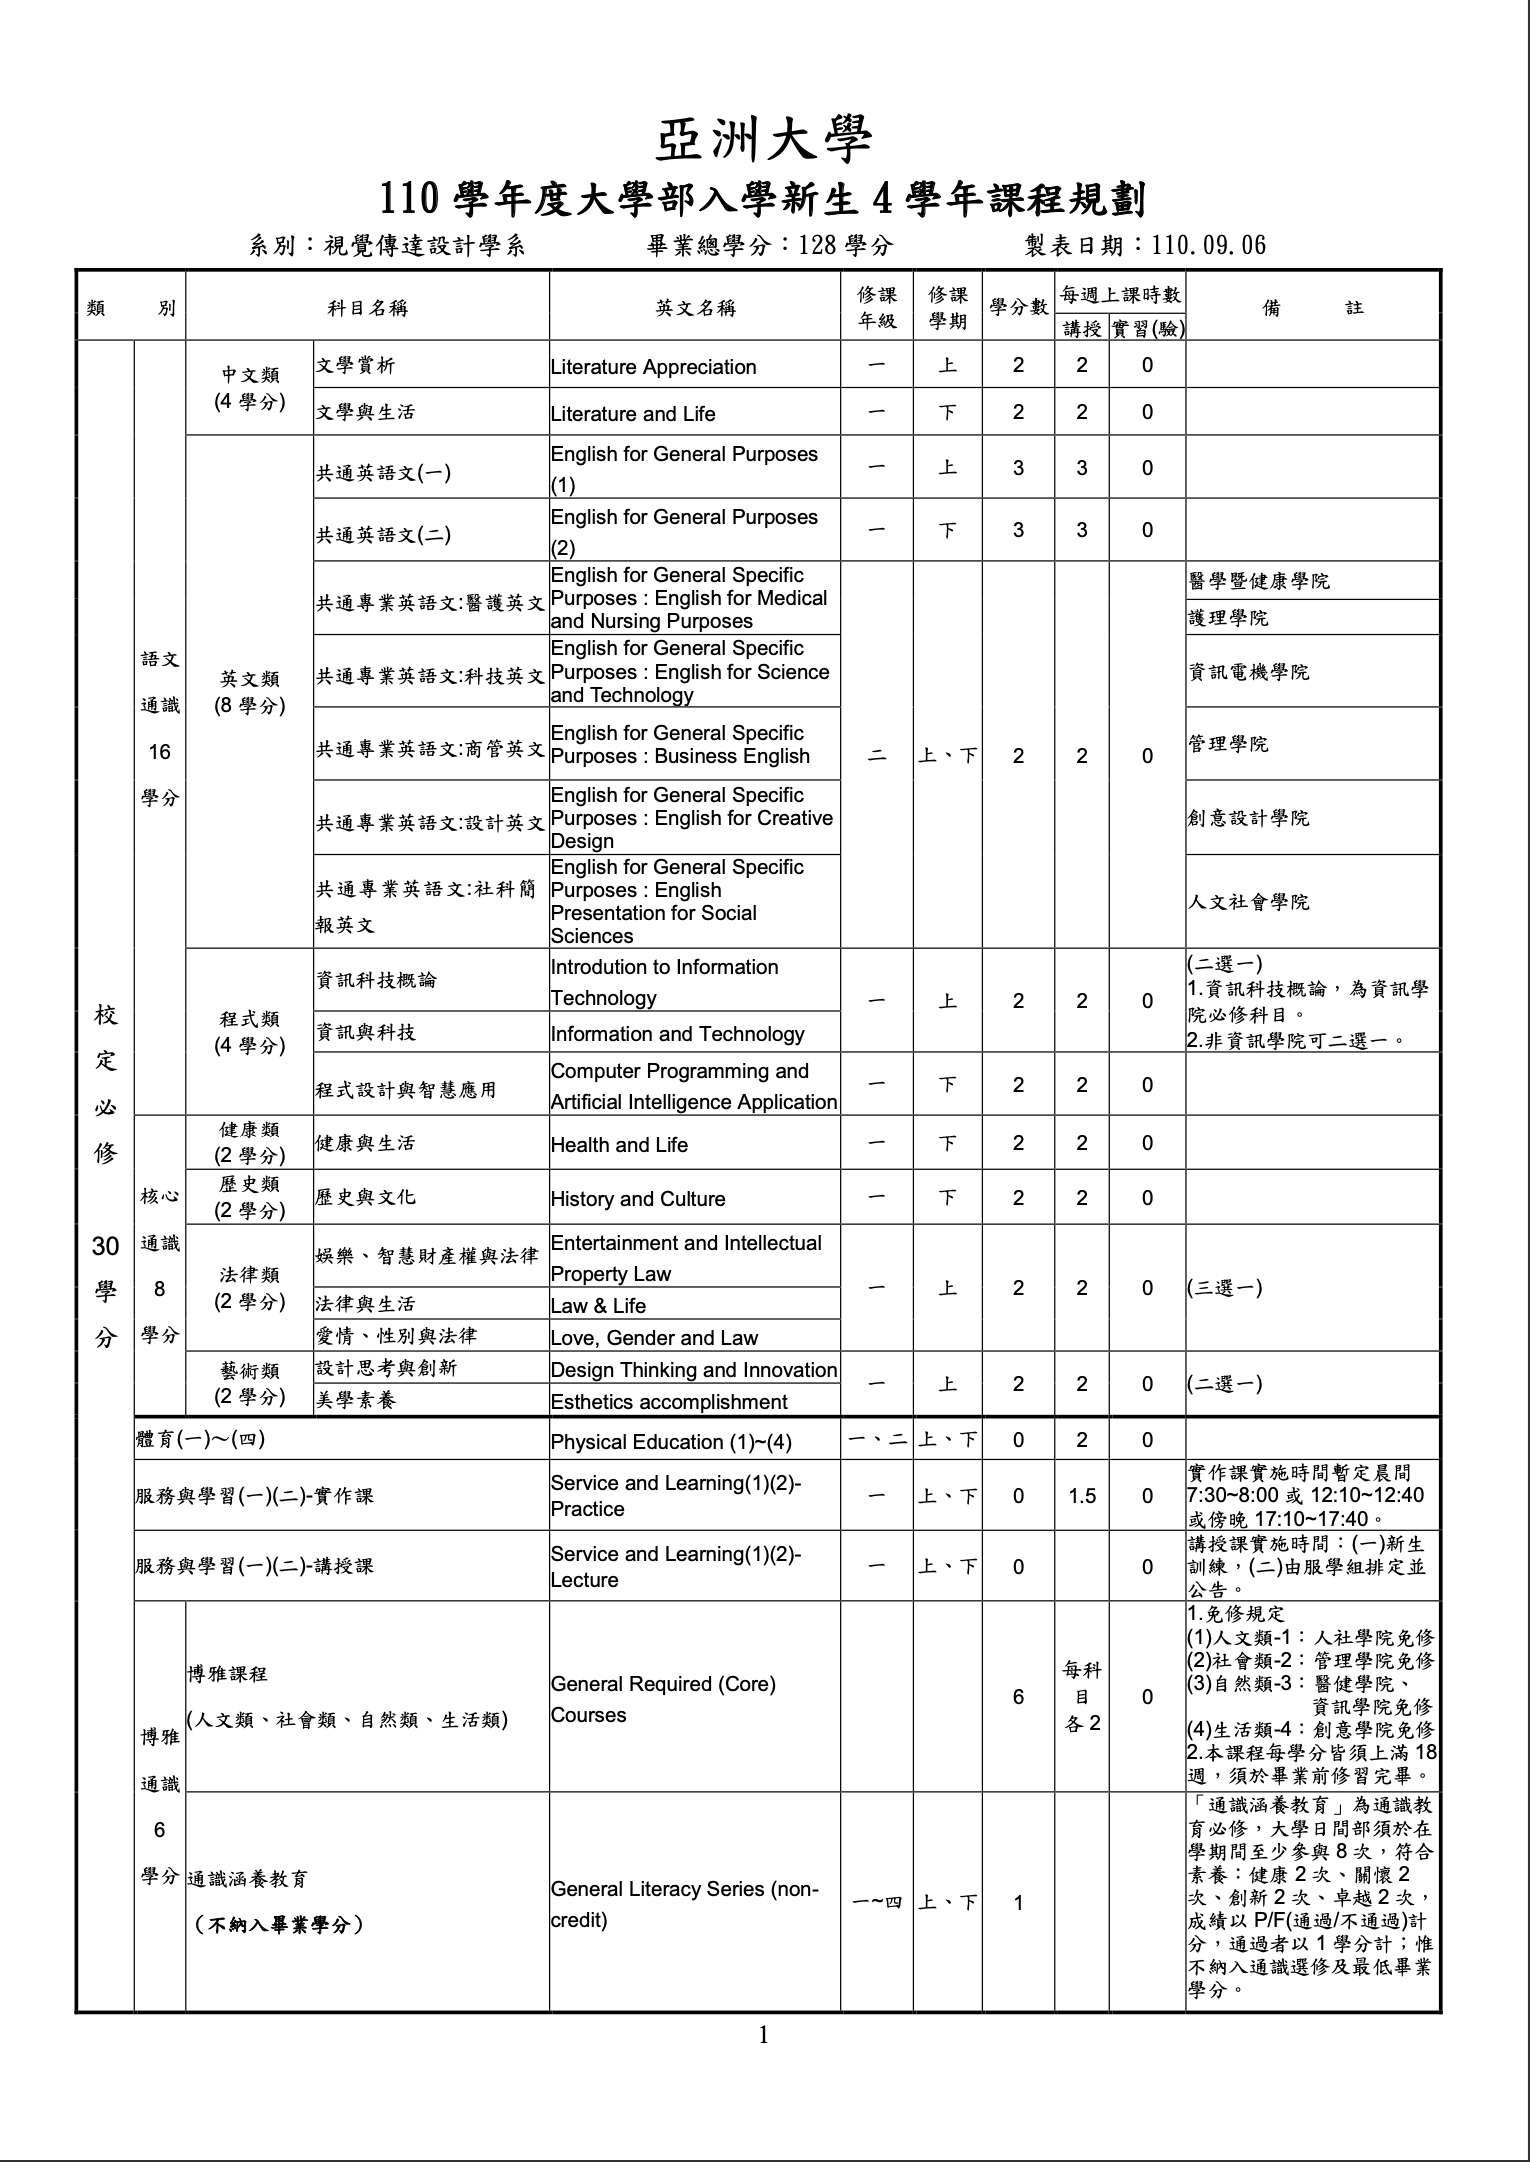 亞洲大學
110 學年度大學部入學新生 4 學年課程規劃
系別：視覺傳達設計學系 畢業總學分：128 學分 製表日期：110.09.06
類 別 科目名稱 英文名稱 修課年級 修課學期 學分數 每週上課時數 備 註
講授 實習(驗)
校定必修 30 學分
語文通識 16 學分
中文類
(4 學分)
文學賞析 Literature Appreciation 一 上 2 2 0
文學與生活 Literature and Life 一 下 2 2 0
英文類
(8 學分)
共通英語文(一) English for General Purposes (1) 一 上 3 3 0
共通英語文(二) English for General Purposes (2) 一 下 3 3 0
共通專業英語文:醫護英文
English for General Specific
Purposes : English for Medical
and Nursing Purposes
醫學暨健康學院
護理學院
共通專業英語文:科技英文
English for General Specific
Purposes : English for Science
and Technology
資訊電機學院
共通專業英語文:商管英文
English for General Specific
Purposes : Business English
二 上、下 2 2 0
管理學院
共通專業英語文:設計英文
English for General Specific
Purposes : English for Creative
Design
創意設計學院
共通專業英語文:社科簡
報英文
English for General Specific
Purposes : English
Presentation for Social
Sciences
人文社會學院
程式類
(4 學分)
資訊科技概論
Introdution to Information
Technology
資訊與科技 Information and Technology
一 上 2 2 0
(二選一)
1.資訊科技概論，為資訊學
院必修科目。
2.非資訊學院可二選一。
程式設計與智慧應用
Computer Programming and
Artificial Intelligence Application
一 下 2 2 0
核心通識 8 學分
健康類
(2 學分)
健康與生活 Health and Life 一 下 2 2 0
歷史類
(2 學分)
歷史與文化 History and Culture 一 下 2 2 0
法律類
(2 學分)
娛樂、智慧財產權與法律
Entertainment and Intellectual
Property Law
法律與生活 Law & Life
愛情、性別與法律 Love, Gender and Law
一 上 2 2 0 (三選一)
藝術類
(2 學分)
設計思考與創新 Design Thinking and Innovation
美學素養 Esthetics accomplishment
一 上 2 2 0 (二選一)
體育(一)～(四) Physical Education (1)~(4) 一、二 上、下 0 2 0
服務與學習(一)(二)-實作課
Service and Learning(1)(2)-
Practice
一 上、下 0 1.5 0
實作課實施時間暫定晨間
7:30~8:00 或 12:10~12:40
或傍晚 17:10~17:40。
服務與學習(一)(二)-講授課
Service and Learning(1)(2)-
Lecture
一 上、下 0 0
講授課實施時間：(一)新生
訓練，(二)由服學組排定並
公告。
博雅通識 6 學分
博雅課程
(人文類、社會類、自然類、生活類)
General Required (Core)
Courses
6
每科
目
各 2
0
1.免修規定
(1)人文類-1：人社學院免修
(2)社會類-2：管理學院免修
(3)自然類-3：醫健學院、
資訊學院免修
(4)生活類-4：創意學院免修
2.本課程每學分皆須上滿 18
週，須於畢業前修習完畢。
通識涵養教育
（不納入畢業學分）
General Literacy Series (non-
credit)
一~四 上、下 1
「通識涵養教育」為通識教
育必修，大學日間部須於在
學期間至少參與 8 次，符合
素養：健康 2 次、關懷 2
次、創新 2 次、卓越 2 次，
成績以 P/F(通過/不通過)計
分，通過者以 1 學分計；惟
不納入通識選修及最低畢業
學分。
1